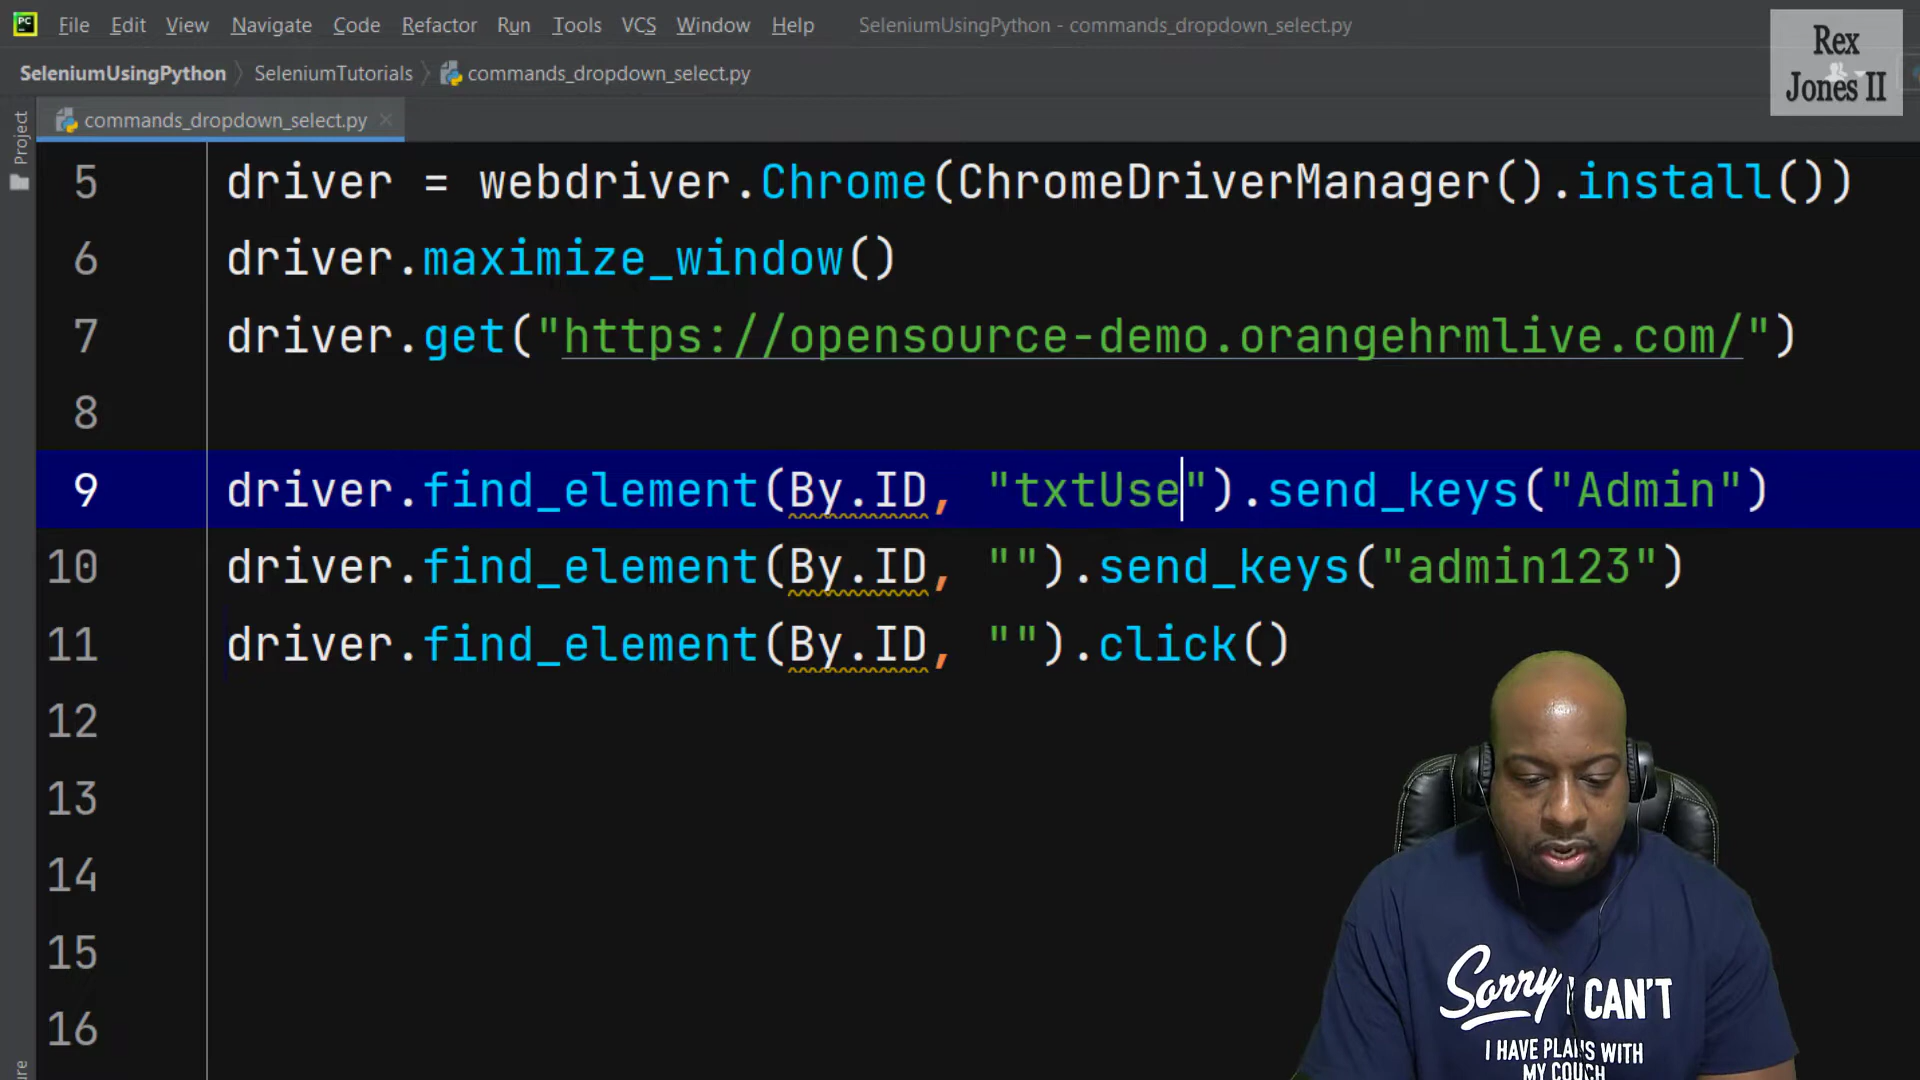 PC File Edit View Navigate Code Refactor Run Tools VCS Window Help SeleniumUsingPython - commands_dropdown_select.py
SeleniumUsingPython SeleniumTutorials commands_dropdown_select.py
Rex
Jones II
commands_dropdown_select.py
Project
5 driver = webdriver.Chrome(ChromeDriverManager().install())
6 driver.maximize_window()
7 driver.get("https://opensource-demo.orangehrmlive.com/")
8
9 driver.find_element(By.ID, "txtUse").send_keys("Admin")
10 driver.find_element(By.ID, "").send_keys("admin123")
11 driver.find_element(By.ID, "").click()
12
13
14
15
16
Sorry I CAN'T
I HAVE PLANS WITH
MY COUCH